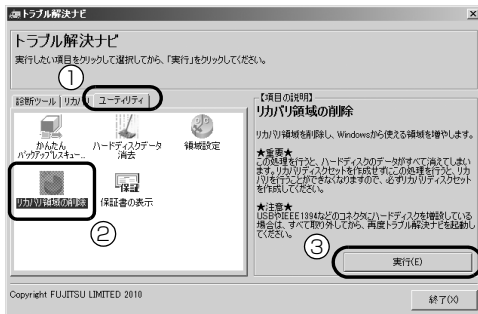 トラブル解決ナビ
トラブル解決ナビ
実行したい項目をクリックして選択してから、「実行」をクリックしてください。
①
診断ツール リカバリ ユーティリティ
かんたん
バックアップレスキュー...
ハードディスクデータ
消去
領域設定
リカバリ領域の削除
保証書
保証書の表示
②
【項目の説明】
リカバリ領域の削除
リカバリ領域を削除し、Windowsから使える領域を増やします。
★重要★
この処理を行うと、ハードディスクのデータがすべて消えてしまい
ます。リカバリディスクセットを作成せずにこの処理を行うと、リカ
バリを行うことができなくなりますので、必ずリカバリディスクセット
を作成してください。
★注意★
USBやIEEE1394などのコネクタにハードディスクを増設している
場合は、すべて取り外してから、再度トラブル解決ナビを起動し
てください。
③
実行(E)
Copyright FUJITSU LIMITED 2010
終了(X)